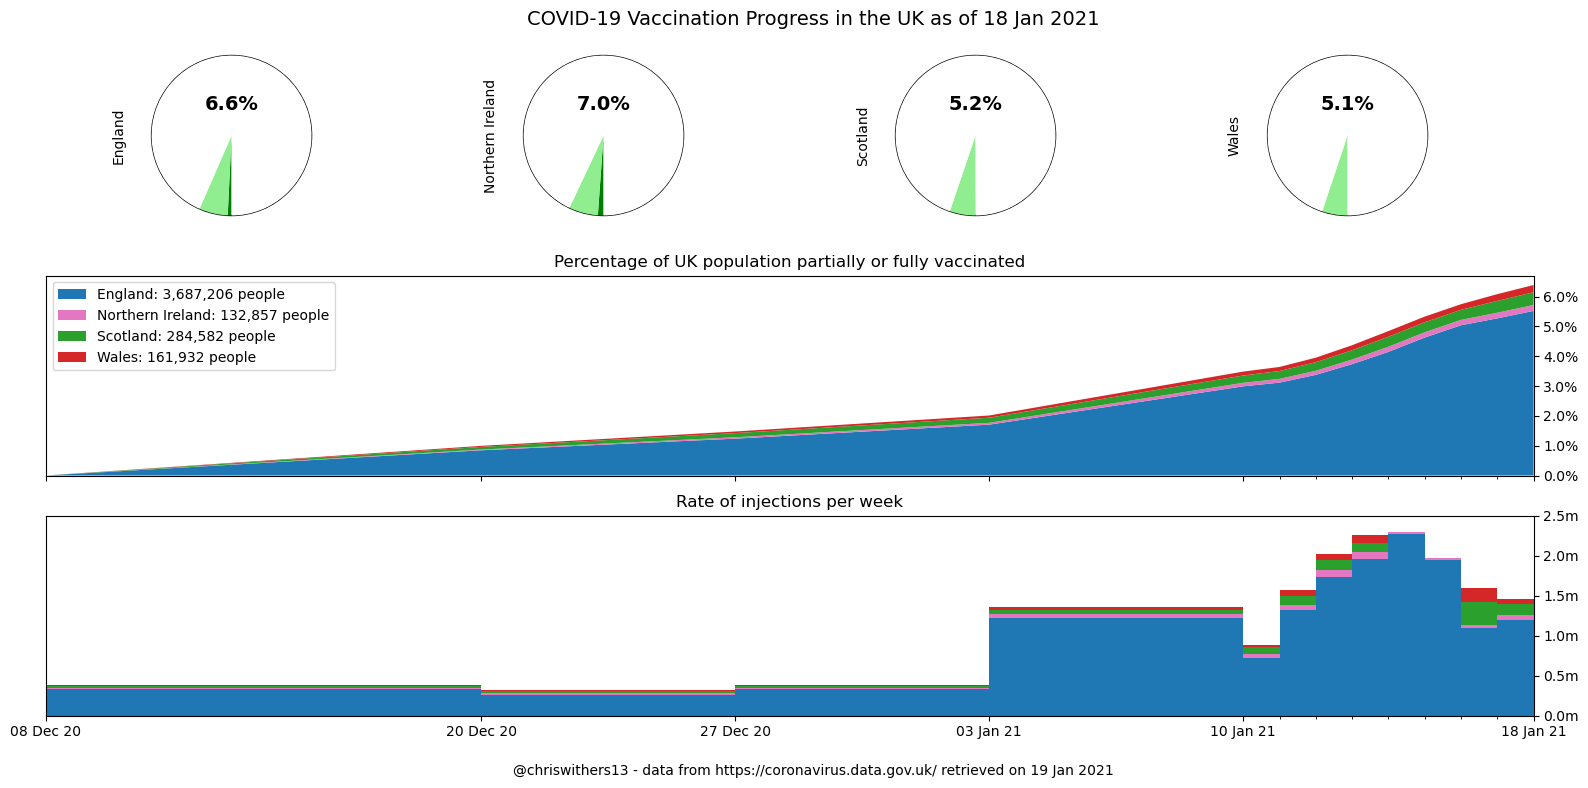 COVID-19 Vaccination Progress in the UK as of 18 Jan 2021
England
6.6%
Northern Ireland
7.0%
Scotland
5.2%
Wales
5.1%
Percentage of UK population partially or fully vaccinated
England: 3,687,206 people
Northern Ireland: 132,857 people
Scotland: 284,582 people
Wales: 161,932 people
6.0%
5.0%
4.0%
3.0%
2.0%
1.0%
0.0%
Rate of injections per week
2.5m
2.0m
1.5m
1.0m
0.5m
0.0m
08 Dec 20 20 Dec 20 27 Dec 20 03 Jan 21 10 Jan 21 18 Jan 21
@chriswithers13 - data from https://coronavirus.data.gov.uk/ retrieved on 19 Jan 2021